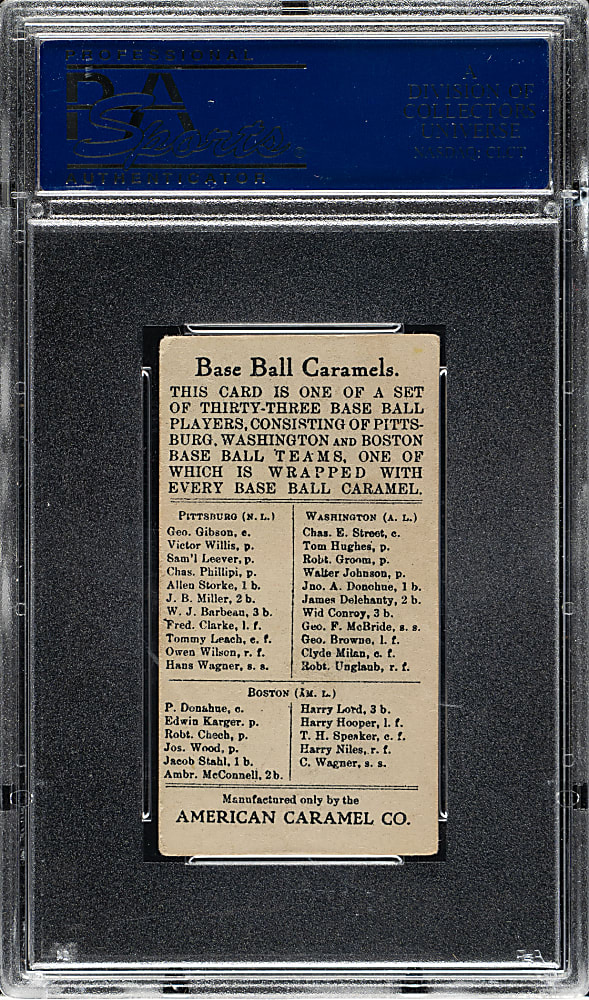 PROFESSIONAL
PSA
Sports
AUTHENTICATOR
A
DIVISION OF
COLLECTORS
UNIVERSE
NASDAQ: CLCT
Base Ball Caramels.
THIS CARD IS ONE OF A SET
OF THIRTY-THREE BASE BALL
PLAYERS, CONSISTING OF PITTS-
BURG, WASHINGTON AND BOSTON
BASE BALL TEAMS, ONE OF
WHICH IS WRAPPED WITH
EVERY BASE BALL CARAMEL.
PITTSBURG (N. L.)
Geo. Gibson, c.
Victor Willis, p.
Sam'l Leever, p.
Chas. Phillipi, p.
Allen Storke, 1 b.
J. B. Miller, 2 b.
W. J. Barbeau, 3 b.
Fred. Clarke, l. f.
Tommy Leach, c. f.
Owen Wilson, r. f.
Hans Wagner, s. s.
WASHINGTON (A. L.)
Chas. E. Street, c.
Tom Hughes, p.
Robt. Groom, p.
Walter Johnson, p.
Jno. A. Donohue, 1 b.
James Delehanty, 2 b.
Wid Conroy, 3 b.
Geo. F. McBride, s. s.
Geo. Browne, l. f.
Clyde Milan, c. f.
Robt. Unglaub, r. f.
BOSTON (AM. L.)
P. Donahue, c.
Edwin Karger. p.
Robt. Chech, p.
Jos. Wood, p.
Jacob Stahl, 1 b.
Ambr. McConnell, 2 b.
Harry Lord, 3 b.
Harry Hooper, l. f.
T. H. Speaker, c. f.
Harry Niles, r. f.
C. Wagner, s. s.
Manufactured only by the
AMERICAN CARAMEL CO.